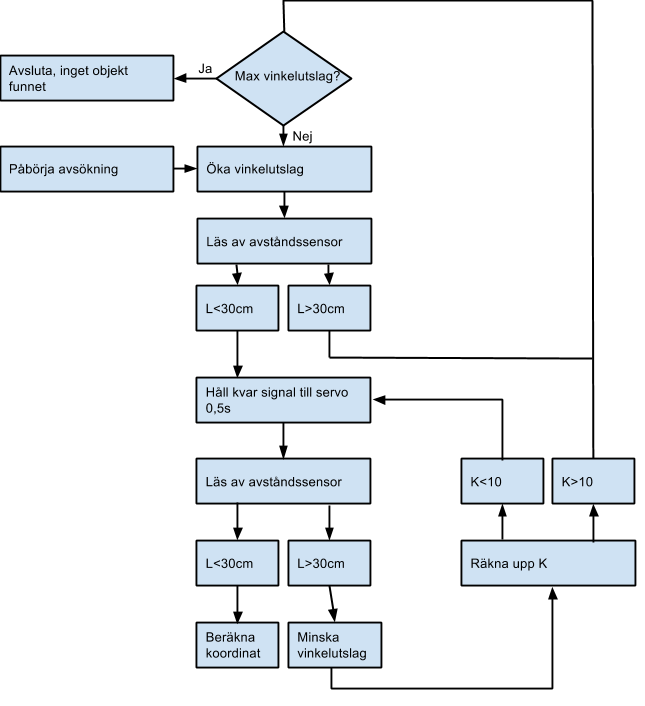 Max vinkelutslag?
Ja
Avsluta, inget objekt
funnet
Nej
Påbörja avsökning
Öka vinkelutslag
Läs av avståndssensor
L<30cm
L>30cm
Håll kvar signal till servo
0,5s
Läs av avståndssensor
K<10
K>10
L<30cm
L>30cm
Räkna upp K
Beräkna
koordinat
Minska
vinkelutslag